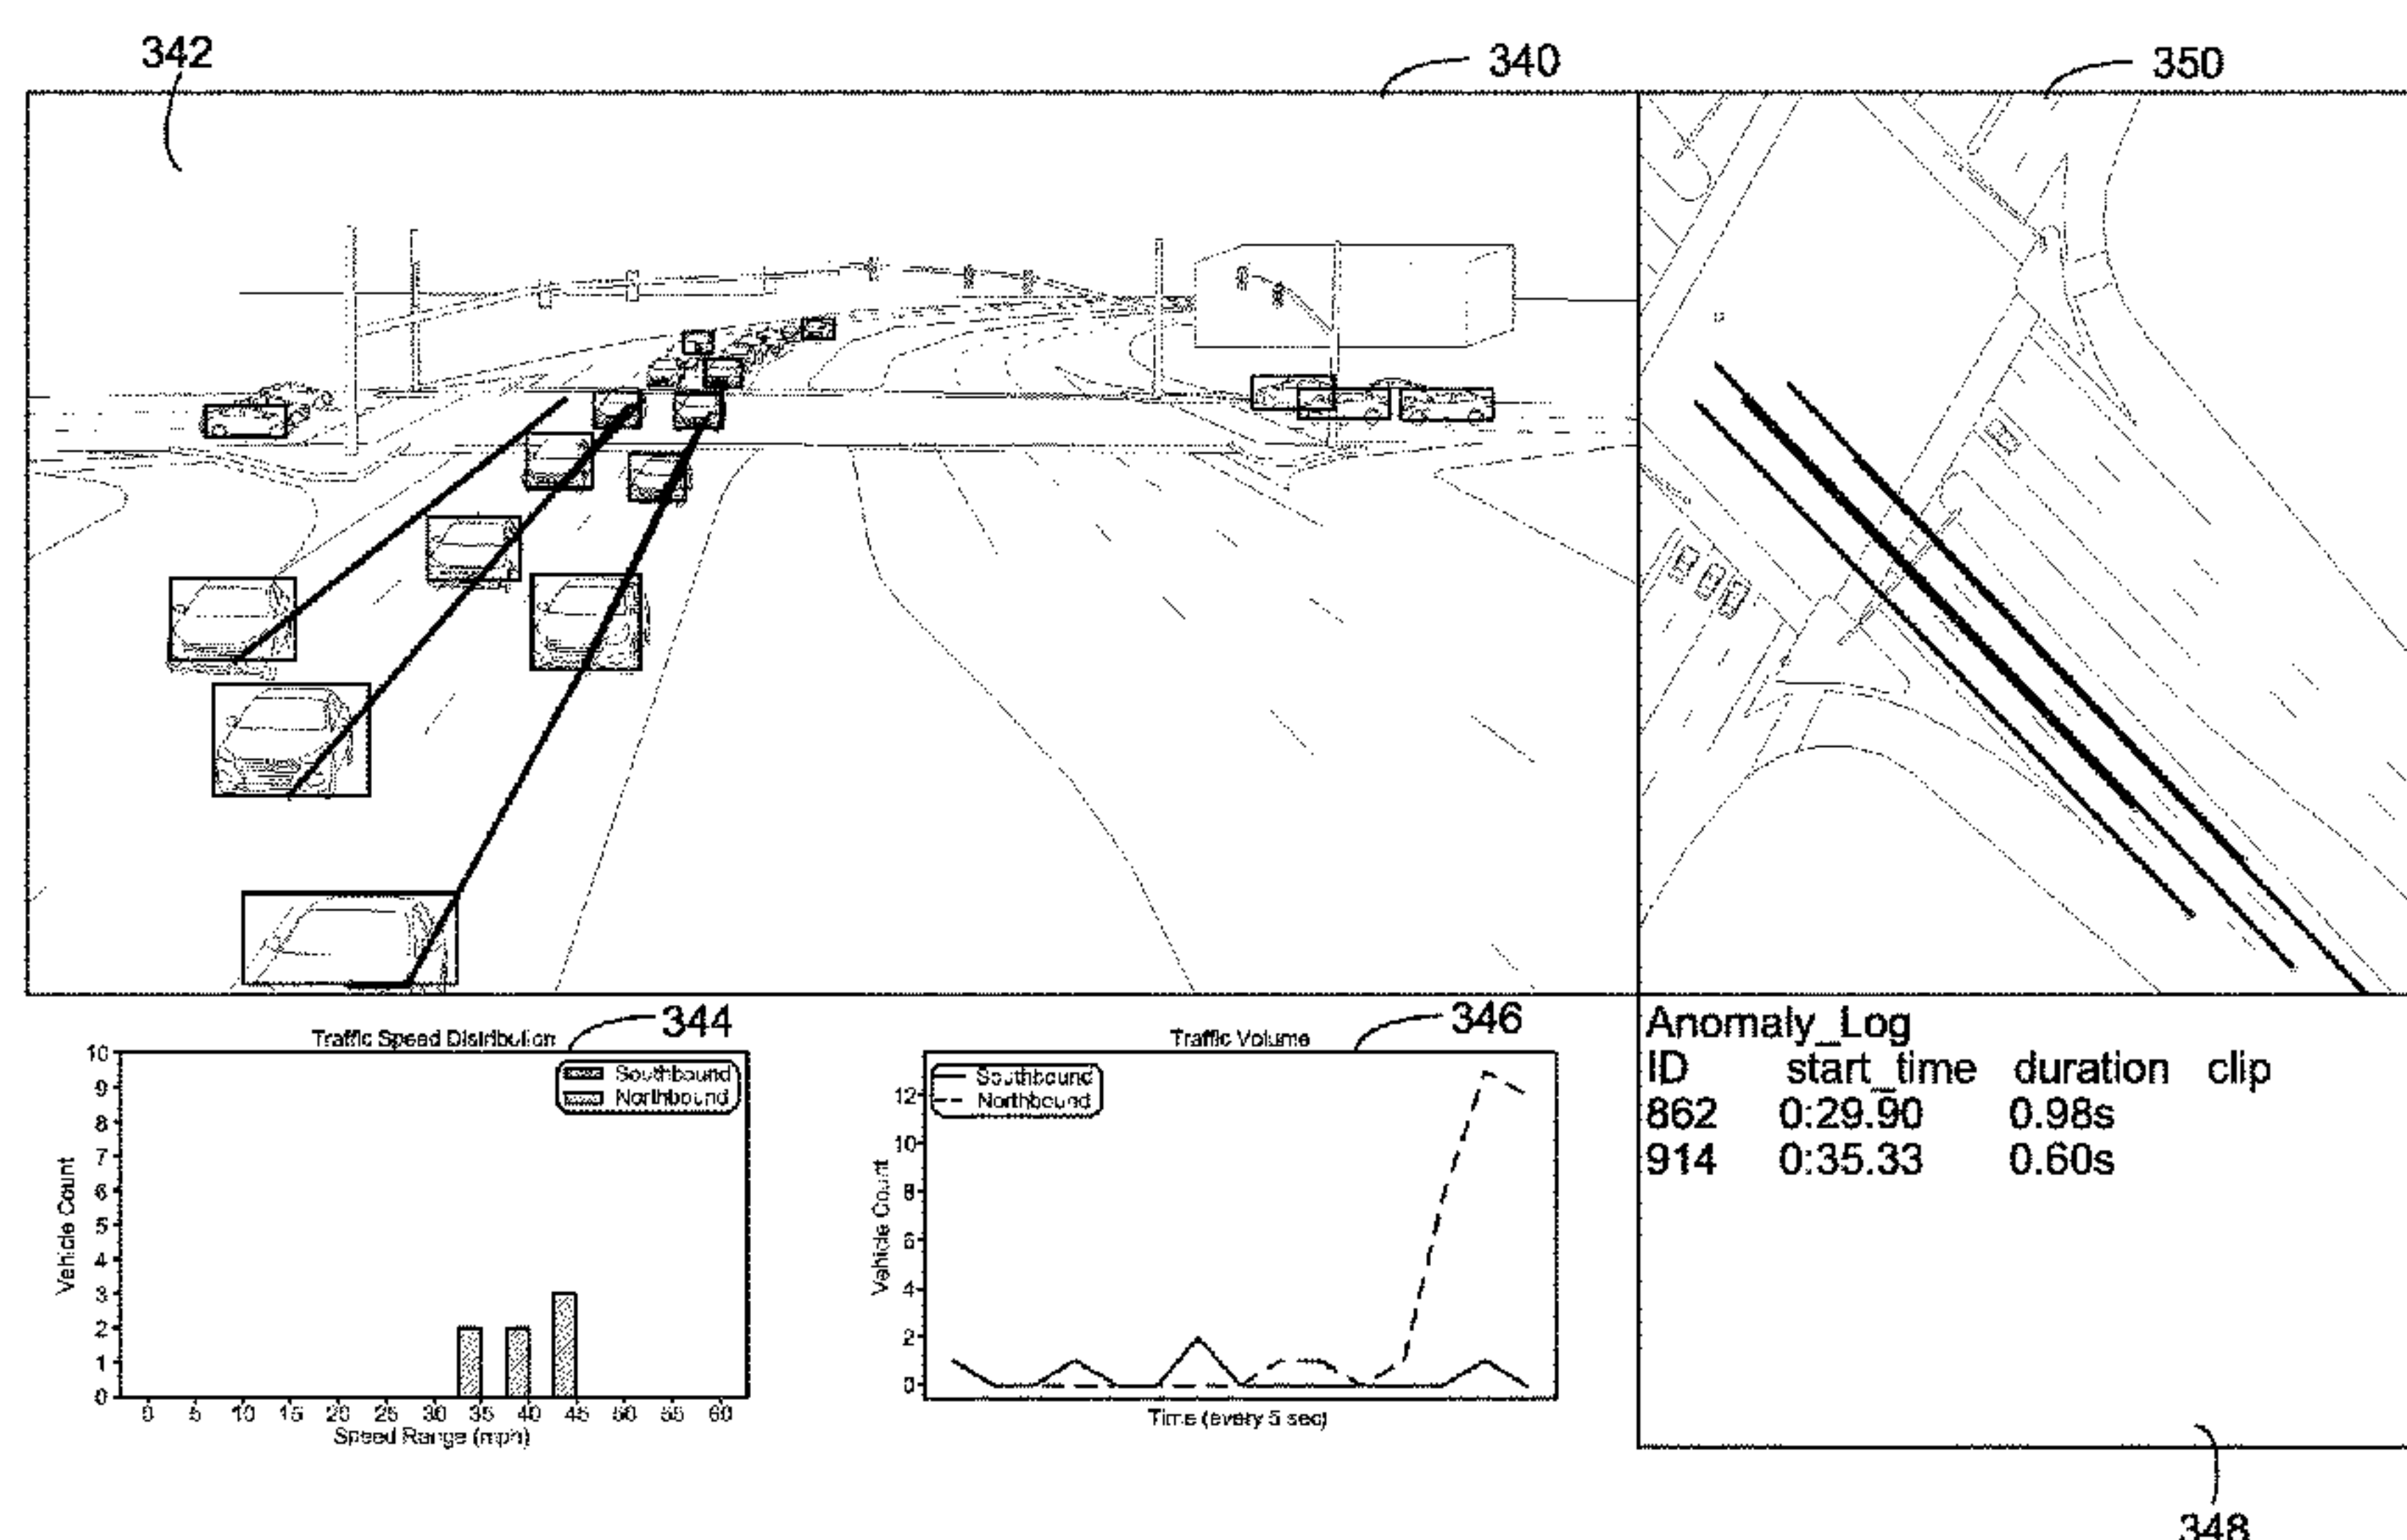 342
340
350
344
Traffic Speed Distribution
Southbound
Northbound
10
9
8
7
6
5
4
3
2
1
0
Vehicle Count
0 5 10 15 20 25 30 35 40 45 50 55 60
Speed Range (mph)
346
Traffic Volume
Southbound
Northbound
12
10
8
6
4
2
0
Vehicle Count
Time (every 5 sec)
Anomaly_Log
ID start_time duration clip
862 0:29.90 0.98s
914 0:35.33 0.60s
348